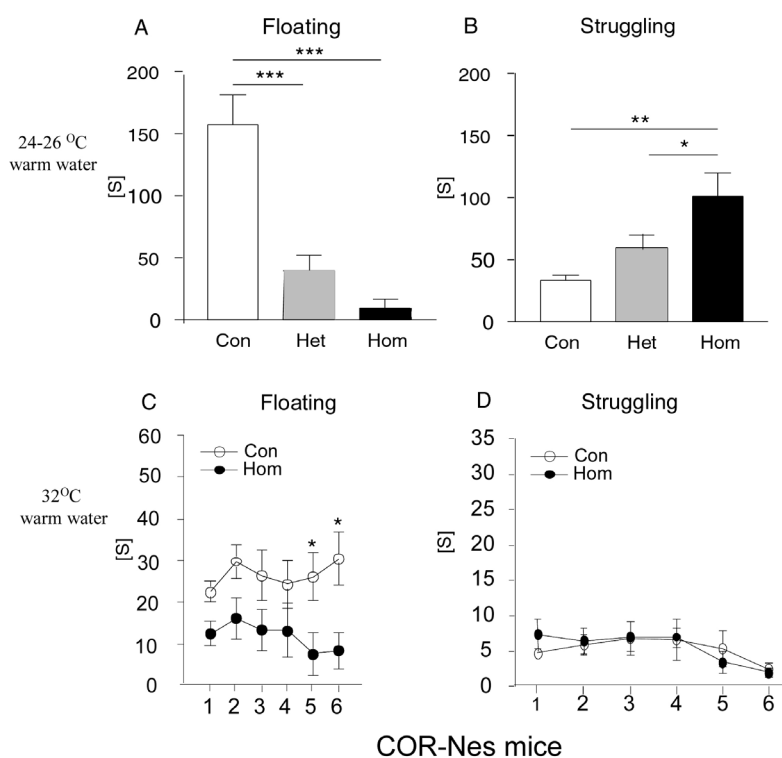 A Floating
***
***
200
150
100
50
0
[S]
Con Het Hom
24-26 OC
warm water
B Struggling
**
*
200
150
100
50
0
[S]
Con Het Hom
C Floating
60
50
40
30
20
10
0
[S]
Con
Hom
* *
1 2 3 4 5 6
32OC
warm water
D Struggling
35
30
25
20
15
10
5
0
[S]
Con
Hom
1 2 3 4 5 6
COR-Nes mice